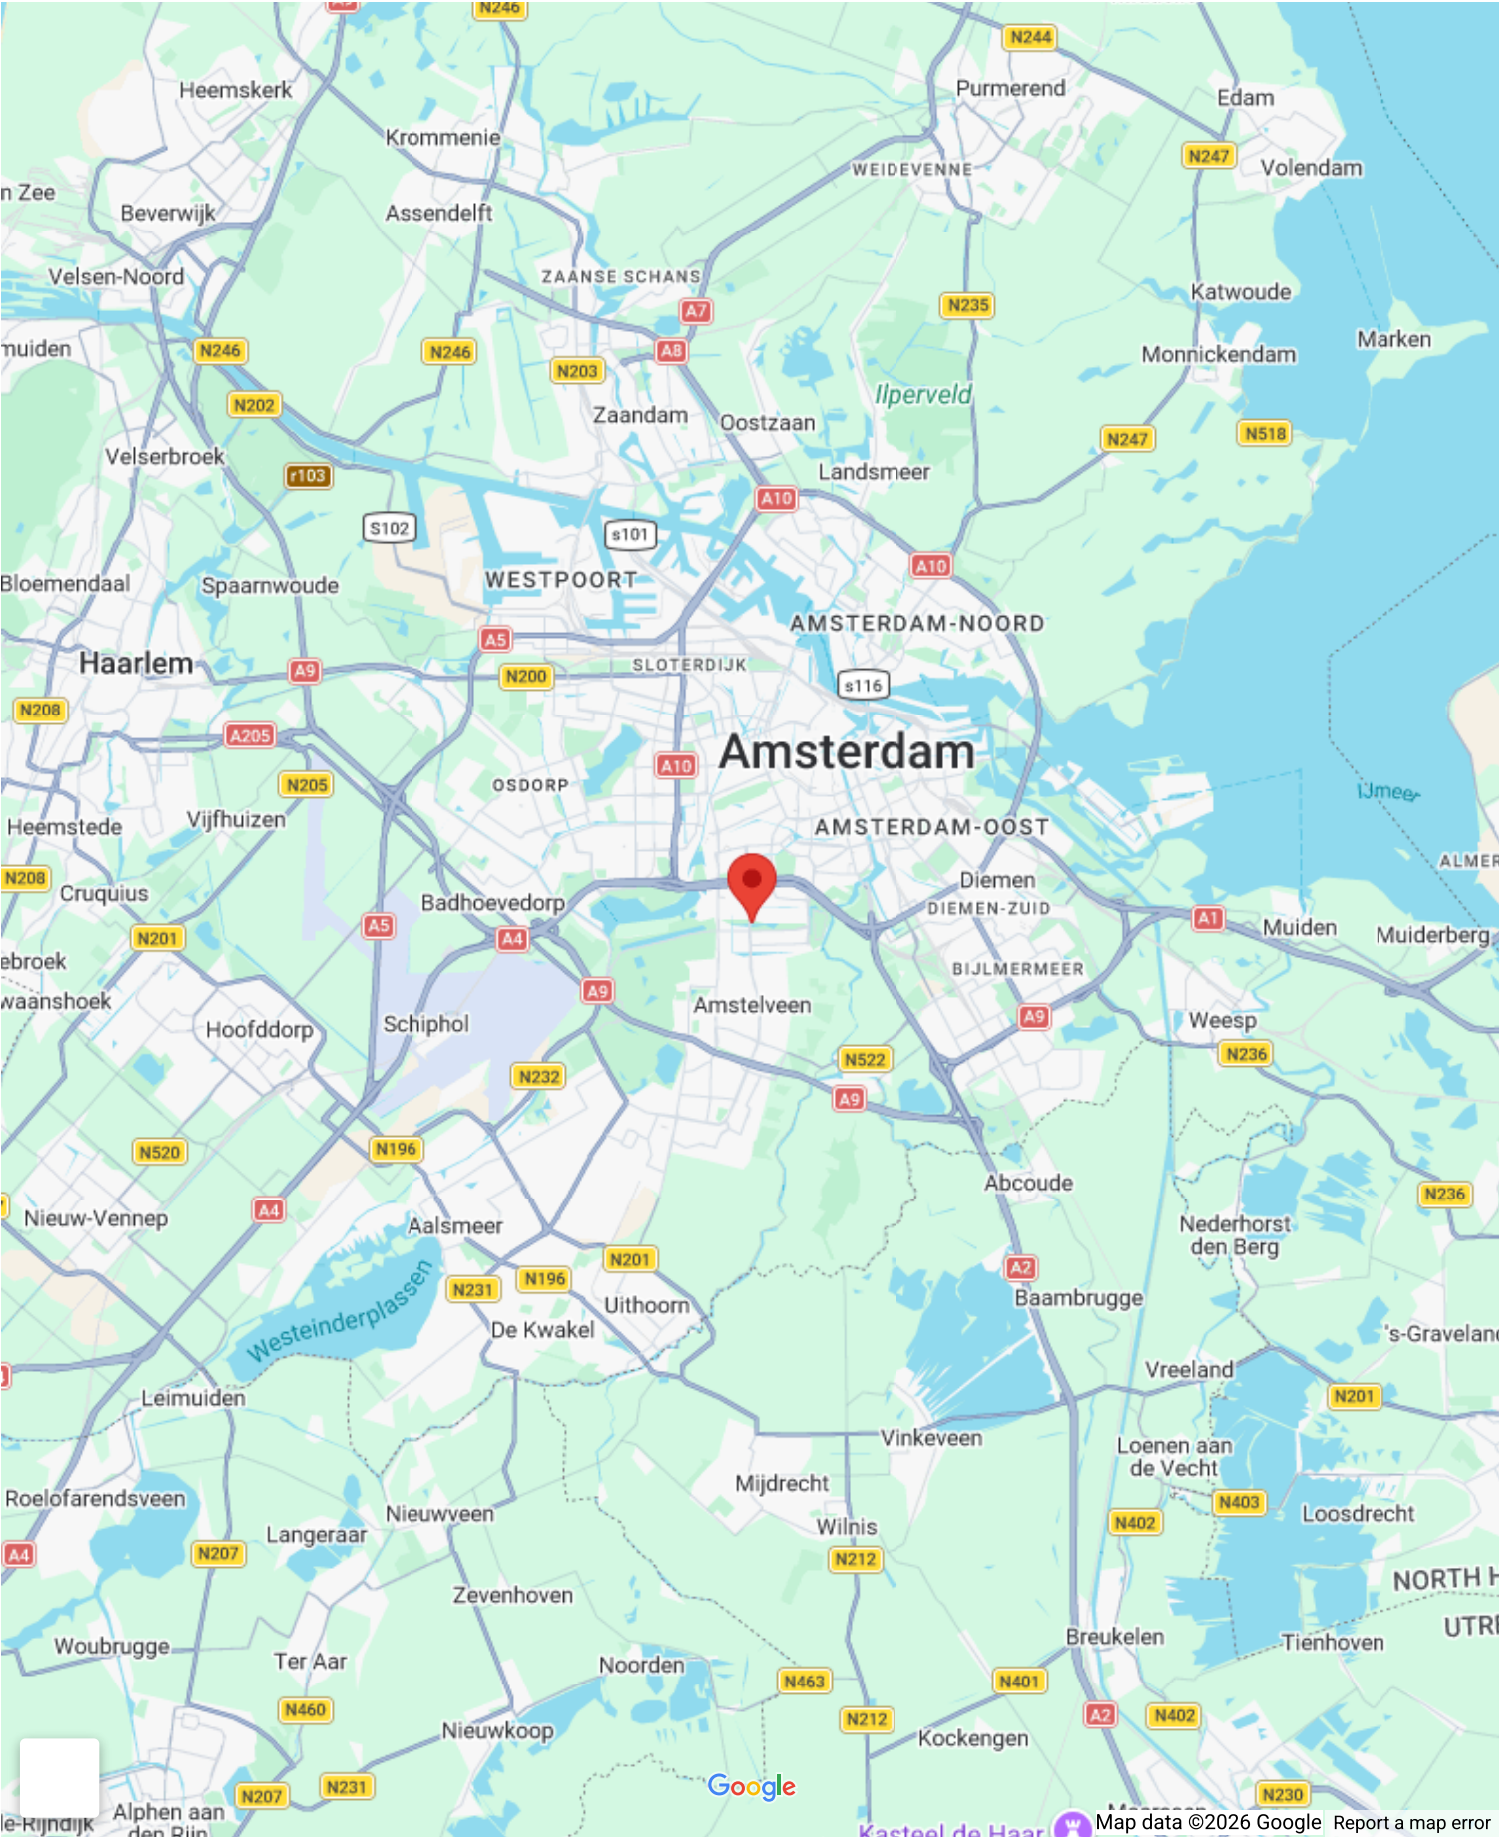 A9
N246
N244
Heemskerk
Purmerend
Edam
Krommenie
N247
WEIDEVENNE
Volendam
n Zee
Beverwijk
Assendelft
Velsen-Noord
ZAANSE SCHANS
Katwoude
N235
A7
muiden
N246
N246
A8
Marken
Monnickendam
N203
Ilperveld
N202
Zaandam
Oostzaan
N247
N518
Velserbroek
r103
Landsmeer
A10
S102
s101
A10
Bloemendaal
Spaarnwoude
WESTPOORT
AMSTERDAM-NOORD
A5
Haarlem
A9
SLOTERDIJK
N200
s116
N208
A205
Amsterdam
A10
N205
OSDORP
IJmeer
Vijfhuizen
Heemstede
AMSTERDAM-OOST
ALMER
N208
Cruquius
Diemen
Badhoevedorp
DIEMEN-ZUID
A5
A1
Muiden
N201
A4
Muiderberg
ebroek
BIJLMERMEER
A9
waanshoek
Amstelveen
Hoofddorp
Schiphol
A9
Weesp
N522
N236
N232
A9
N520
N196
Abcoude
N236
A4
Nieuw-Vennep
Aalsmeer
Nederhorst
den Berg
N201
A2
N196
N231
Westeinderplassen
Uithoorn
Baambrugge
De Kwakel
's-Graveland
Vreeland
Leimuiden
N201
Vinkeveen
Loenen aan
de Vecht
Mijdrecht
Roelofarendsveen
N403
Nieuwveen
Loosdrecht
N402
Wilnis
Langeraar
A4
N207
N212
NORTH H
Zevenhoven
UTRE
Breukelen
Tienhoven
Woubrugge
Ter Aar
Noorden
N463
N401
N460
A2
N402
N212
Nieuwkoop
Kockengen
Google
N231
N207
N230
Alphen aan
den Rijn
le-Rijndijk
Kasteel de Haar
Map data ©2026 Google
Report a map error